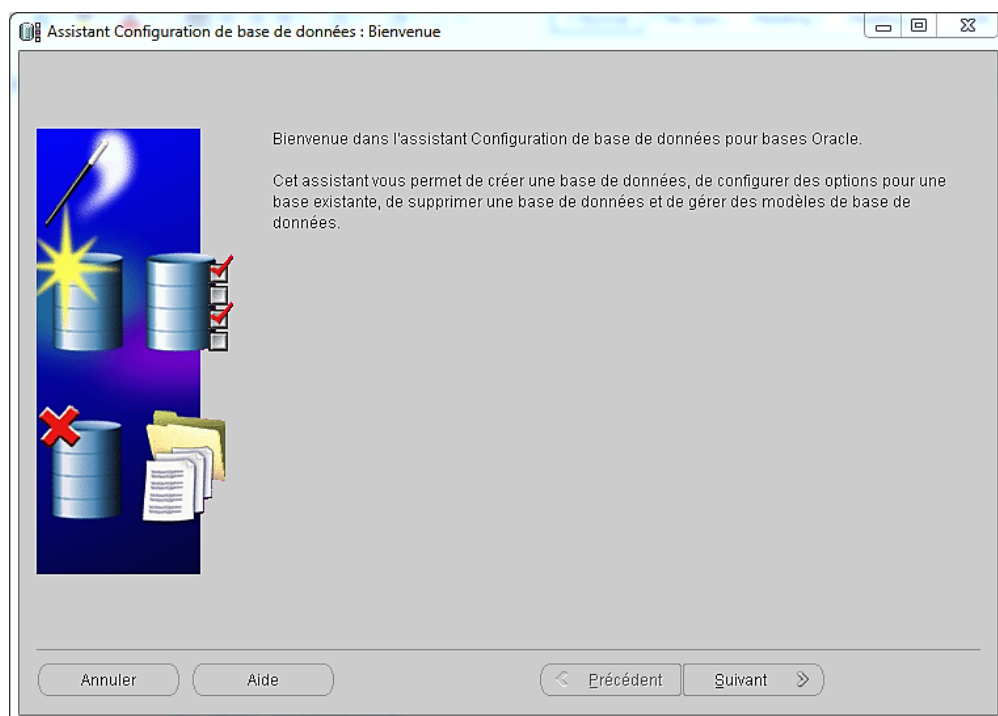 Assistant Configuration de base de données : Bienvenue
Bienvenue dans l'assistant Configuration de base de données pour bases Oracle.
Cet assistant vous permet de créer une base de données, de configurer des options pour une
base existante, de supprimer une base de données et de gérer des modèles de base de
données.
Annuler
Aide
Précédent
Suivant